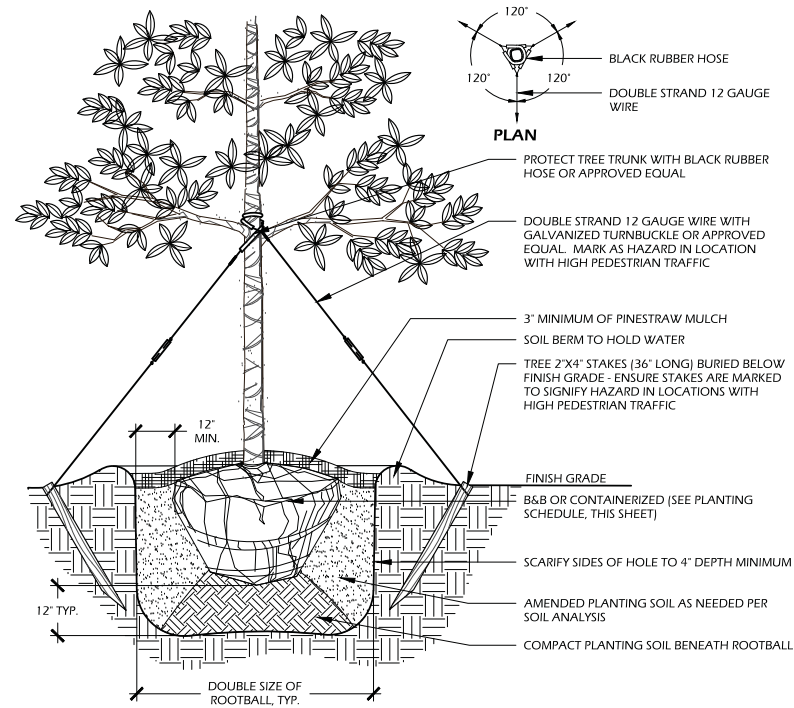 120°
BLACK RUBBER HOSE
120°
120°
DOUBLE STRAND 12 GAUGE
WIRE
PLAN
PROTECT TREE TRUNK WITH BLACK RUBBER
HOSE OR APPROVED EQUAL
DOUBLE STRAND 12 GAUGE WIRE WITH
GALVANIZED TURNBUCKLE OR APPROVED
EQUAL. MARK AS HAZARD IN LOCATION
WITH HIGH PEDESTRIAN TRAFFIC
3" MINIMUM OF PINESTRAW MULCH
SOIL BERM TO HOLD WATER
TREE 2"X4" STAKES (36" LONG) BURIED BELOW
FINISH GRADE - ENSURE STAKES ARE MARKED
TO SIGNIFY HAZARD IN LOCATIONS WITH
HIGH PEDESTRIAN TRAFFIC
12"
MIN.
FINISH GRADE
B&B OR CONTAINERIZED (SEE PLANTING
SCHEDULE, THIS SHEET)
SCARIFY SIDES OF HOLE TO 4" DEPTH MINIMUM
12" TYP.
AMENDED PLANTING SOIL AS NEEDED PER
SOIL ANALYSIS
COMPACT PLANTING SOIL BENEATH ROOTBALL
DOUBLE SIZE OF
ROOTBALL, TYP.